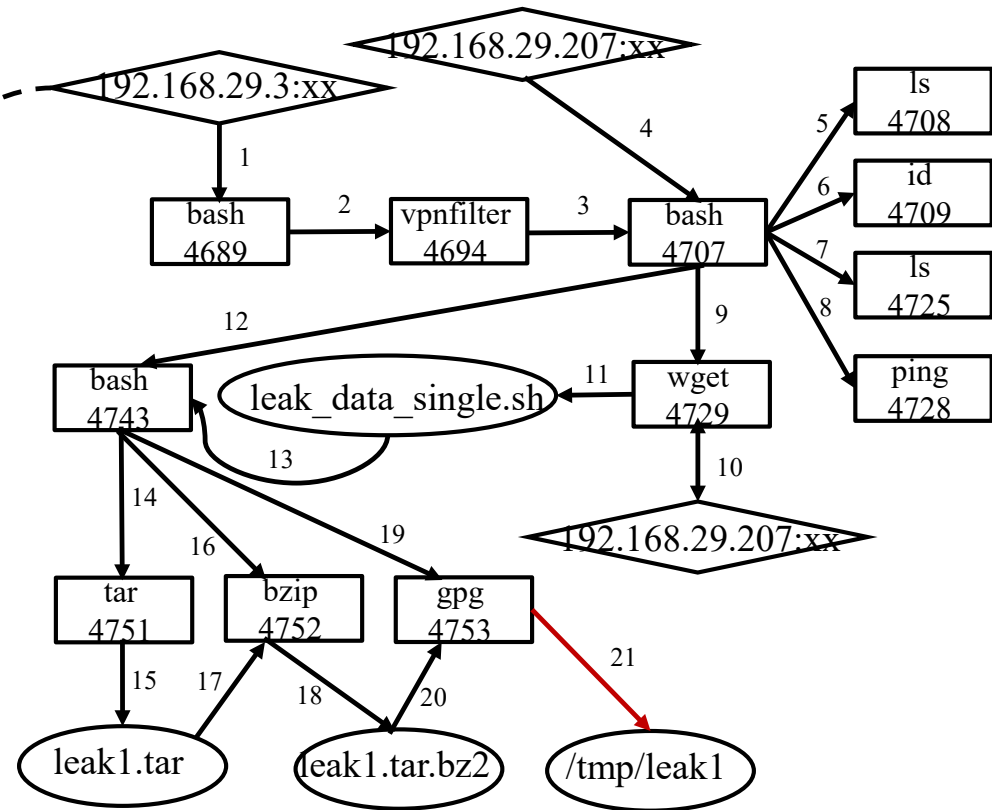 192.168.29.207:xx
192.168.29.3:xx
ls
4708
4
5
1
id
4709
6
bash
4689
2
vpnfilter
4694
3
bash
4707
7
ls
4725
8
12
9
bash
4743
leak_data_single.sh
11
wget
4729
ping
4728
13
10
14
16
19
192.168.29.207:xx
tar
4751
bzip
4752
gpg
4753
15
17
18
20
21
leak1.tar
leak1.tar.bz2
/tmp/leak1